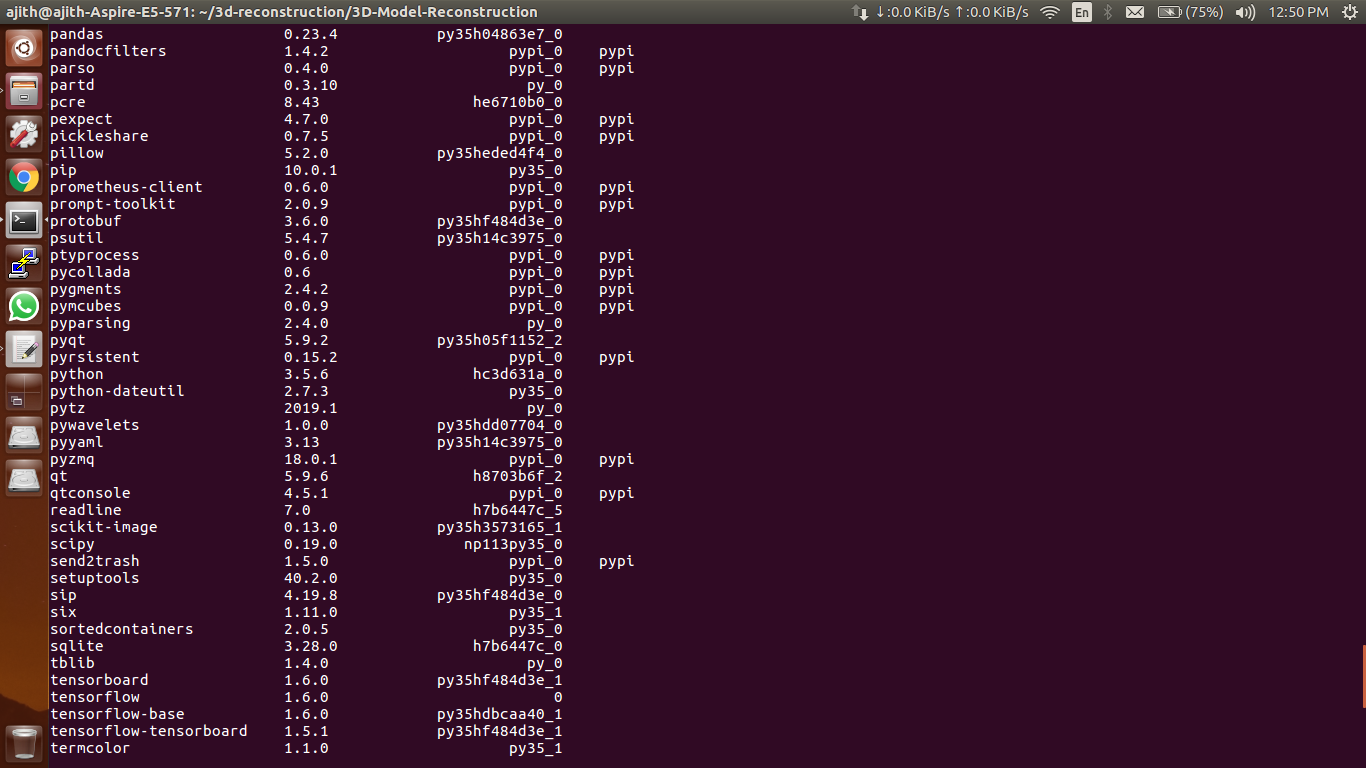 ajith@ajith-Aspire-E5-571: ~/3d-reconstruction/3D-Model-Reconstruction ↓:0.0 KiB/s ↑:0.0 KiB/s En (75%) 12:50 PM
pandas 0.23.4 py35h04863e7_0
pandocfilters 1.4.2 pypi_0 pypi
parso 0.4.0 pypi_0 pypi
partd 0.3.10 py_0
pcre 8.43 he6710b0_0
pexpect 4.7.0 pypi_0 pypi
pickleshare 0.7.5 pypi_0 pypi
pillow 5.2.0 py35heded4f4_0
pip 10.0.1 py35_0
prometheus-client 0.6.0 pypi_0 pypi
prompt-toolkit 2.0.9 pypi_0 pypi
protobuf 3.6.0 py35hf484d3e_0
psutil 5.4.7 py35h14c3975_0
ptyprocess 0.6.0 pypi_0 pypi
pycollada 0.6 pypi_0 pypi
pygments 2.4.2 pypi_0 pypi
pymcubes 0.0.9 pypi_0 pypi
pyparsing 2.4.0 py_0
pyqt 5.9.2 py35h05f1152_2
pyrsistent 0.15.2 pypi_0 pypi
python 3.5.6 hc3d631a_0
python-dateutil 2.7.3 py35_0
pytz 2019.1 py_0
pywavelets 1.0.0 py35hdd07704_0
pyyaml 3.13 py35h14c3975_0
pyzmq 18.0.1 pypi_0 pypi
qt 5.9.6 h8703b6f_2
qtconsole 4.5.1 pypi_0 pypi
readline 7.0 h7b6447c_5
scikit-image 0.13.0 py35h3573165_1
scipy 0.19.0 np113py35_0
send2trash 1.5.0 pypi_0 pypi
setuptools 40.2.0 py35_0
sip 4.19.8 py35hf484d3e_0
six 1.11.0 py35_1
sortedcontainers 2.0.5 py35_0
sqlite 3.28.0 h7b6447c_0
tblib 1.4.0 py_0
tensorboard 1.6.0 py35hf484d3e_1
tensorflow 1.6.0 0
tensorflow-base 1.6.0 py35hdbcaa40_1
tensorflow-tensorboard 1.5.1 py35hf484d3e_1
termcolor 1.1.0 py35_1